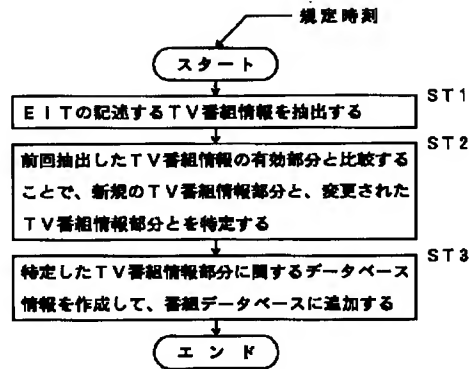 規定時刻
スタート
ST1
EITの記述するTV番組情報を抽出する
ST2
前回抽出したTV番組情報の有効部分と比較する
ことで、新規のTV番組情報部分と、変更された
TV番組情報部分とを特定する
ST3
特定したTV番組情報部分に関するデータベース
情報を作成して、番組データベースに追加する
エンド